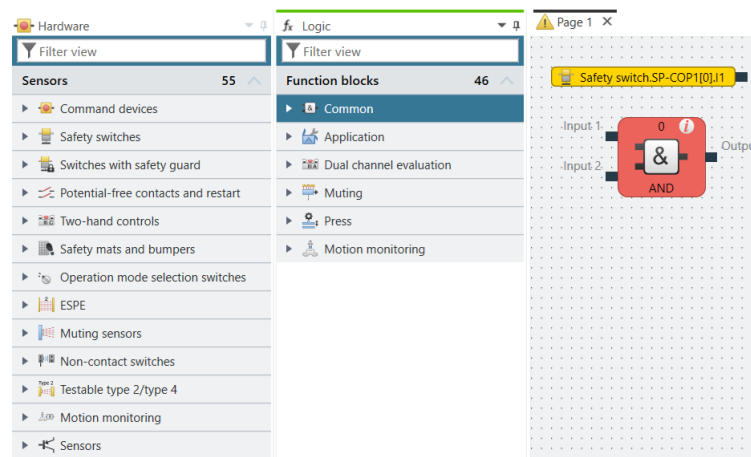 Hardware
Filter view
Sensors 55
Command devices
Safety switches
Switches with safety guard
Potential-free contacts and restart
Two-hand controls
Safety mats and bumpers
Operation mode selection switches
ESPE
Muting sensors
Non-contact switches
Type 2
Testable type 2/type 4
Motion monitoring
Sensors
fx Logic
Filter view
Function blocks 46
& Common
Application
Dual channel evaluation
Muting
Press
Motion monitoring
Page 1
Safety switch.SP-COP1[0].I1
Input 1
Input 2
0 i
&
AND
Outpu